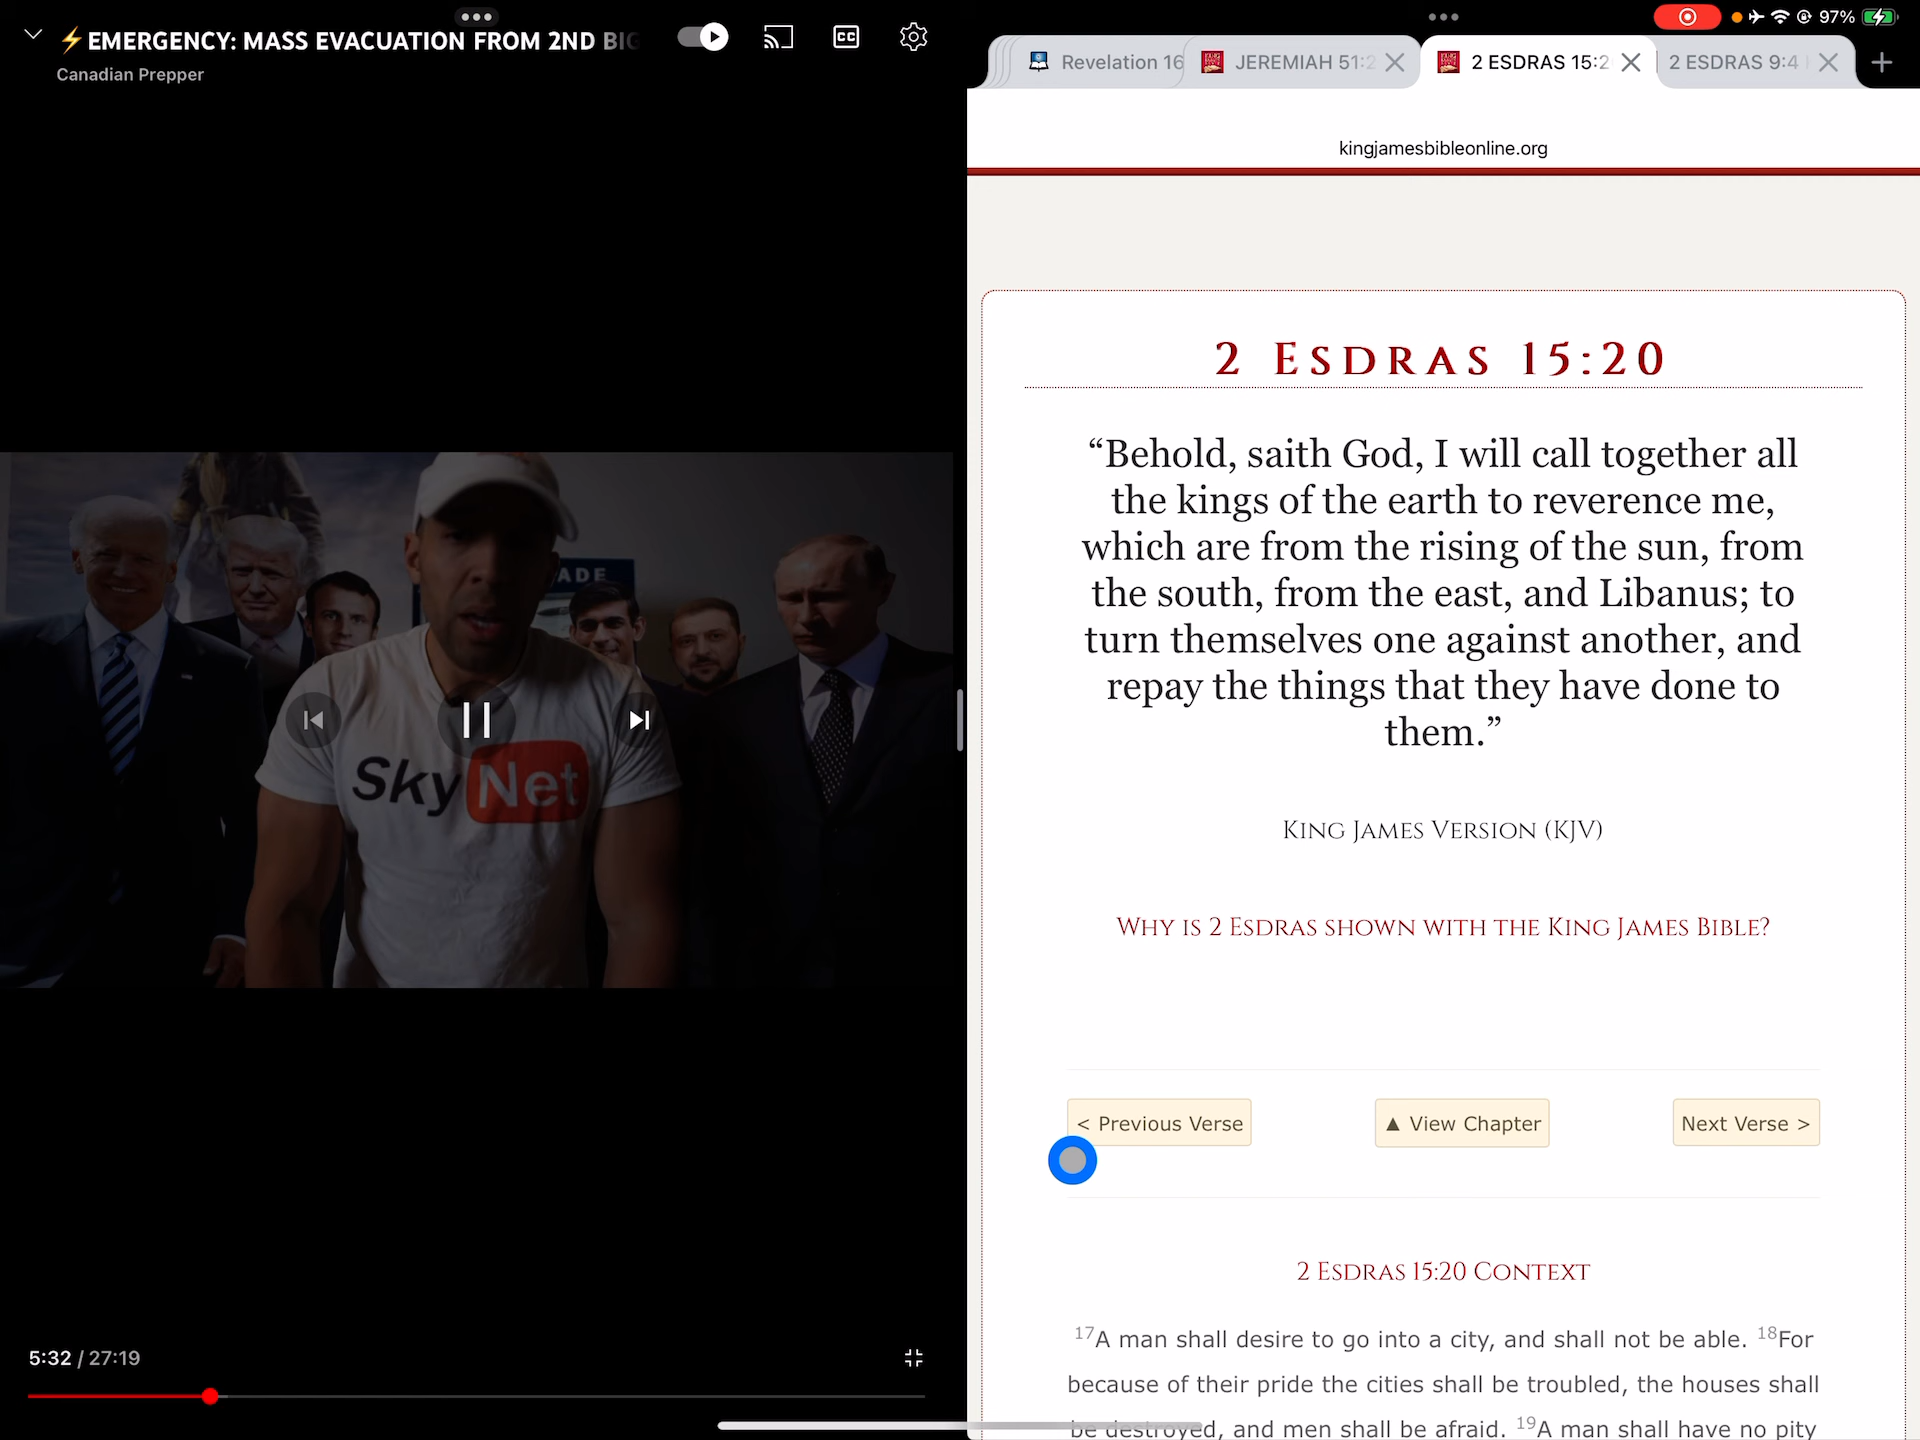 ⚡EMERGENCY: MASS EVACUATION FROM 2ND BIG
Canadian Prepper
CC
ADE
SkyNet
5:32 / 27:19
97%
Revelation 16
JEREMIAH 51:2
2 ESDRAS 15:2
2 ESDRAS 9:4
kingjamesbibleonline.org
2 ESDRAS 15:20
“Behold, saith God, I will call together all
the kings of the earth to reverence me,
which are from the rising of the sun, from
the south, from the east, and Libanus; to
turn themselves one against another, and
repay the things that they have done to
them.”
KING JAMES VERSION (KJV)
WHY IS 2 ESDRAS SHOWN WITH THE KING JAMES BIBLE?
< Previous Verse
▲ View Chapter
Next Verse >
2 ESDRAS 15:20 CONTEXT
17A man shall desire to go into a city, and shall not be able. 18For
because of their pride the cities shall be troubled, the houses shall
be destroyed, and men shall be afraid. 19A man shall have no pity